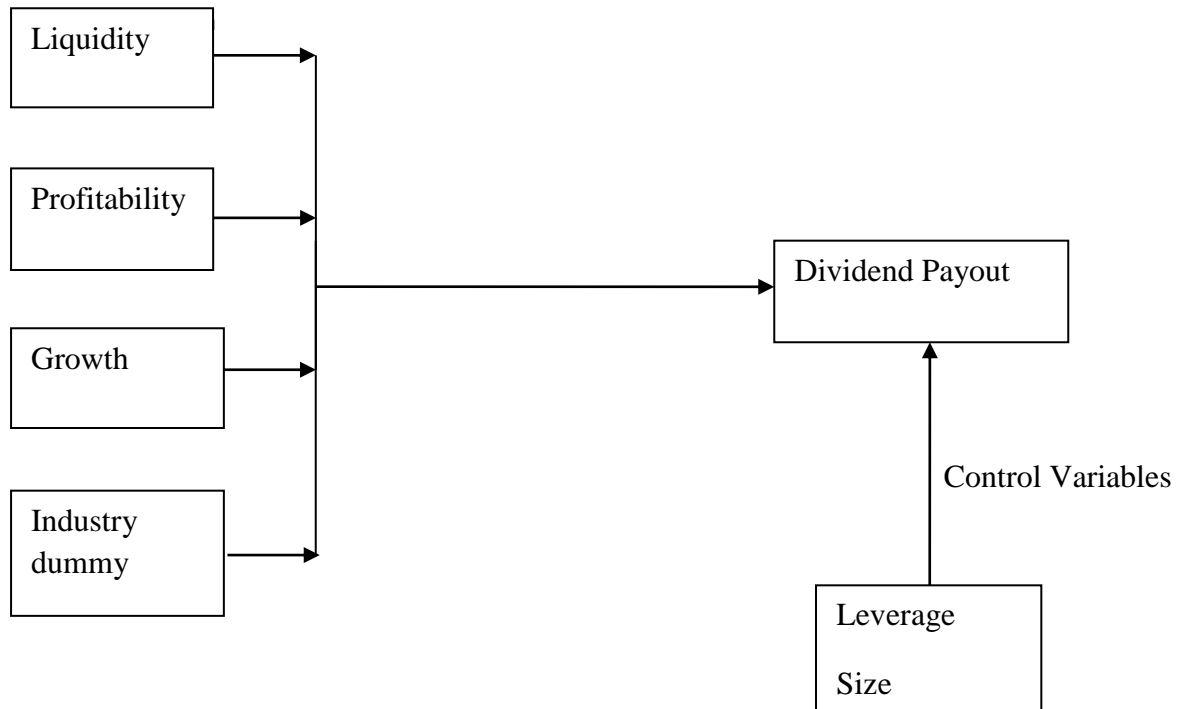 Liquidity
Profitability
Dividend Payout
Growth
Control Variables
Industry
dummy
Leverage
Size